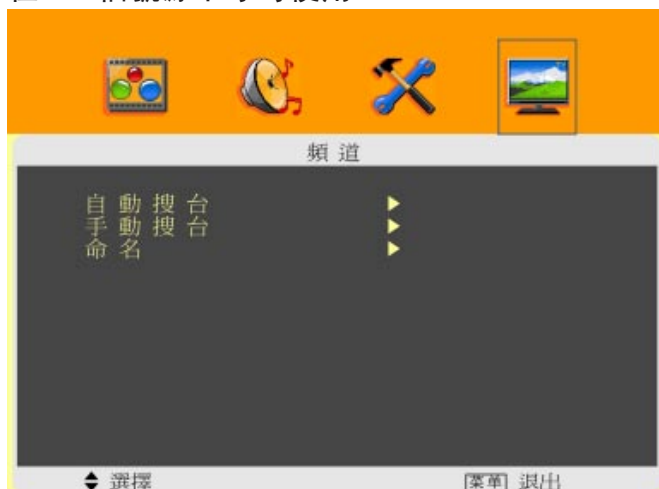 頻道
自動搜台
手動搜台
命名
選擇 菜單 退出